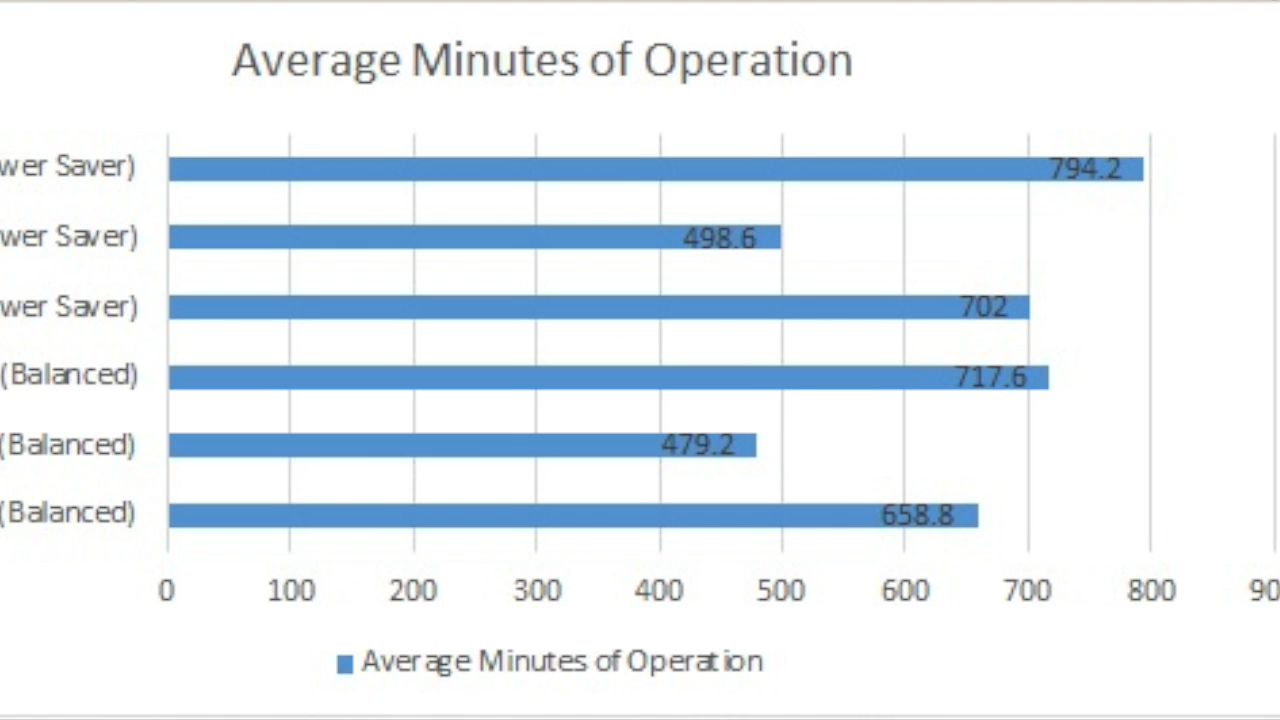 Average Minutes of Operation
wer Saver) 794.2
wer Saver) 498.6
wer Saver) 702
(Balanced) 717.6
(Balanced) 479.2
(Balanced) 658.8
0 100 200 300 400 500 600 700 800 90
Average Minutes of Operation